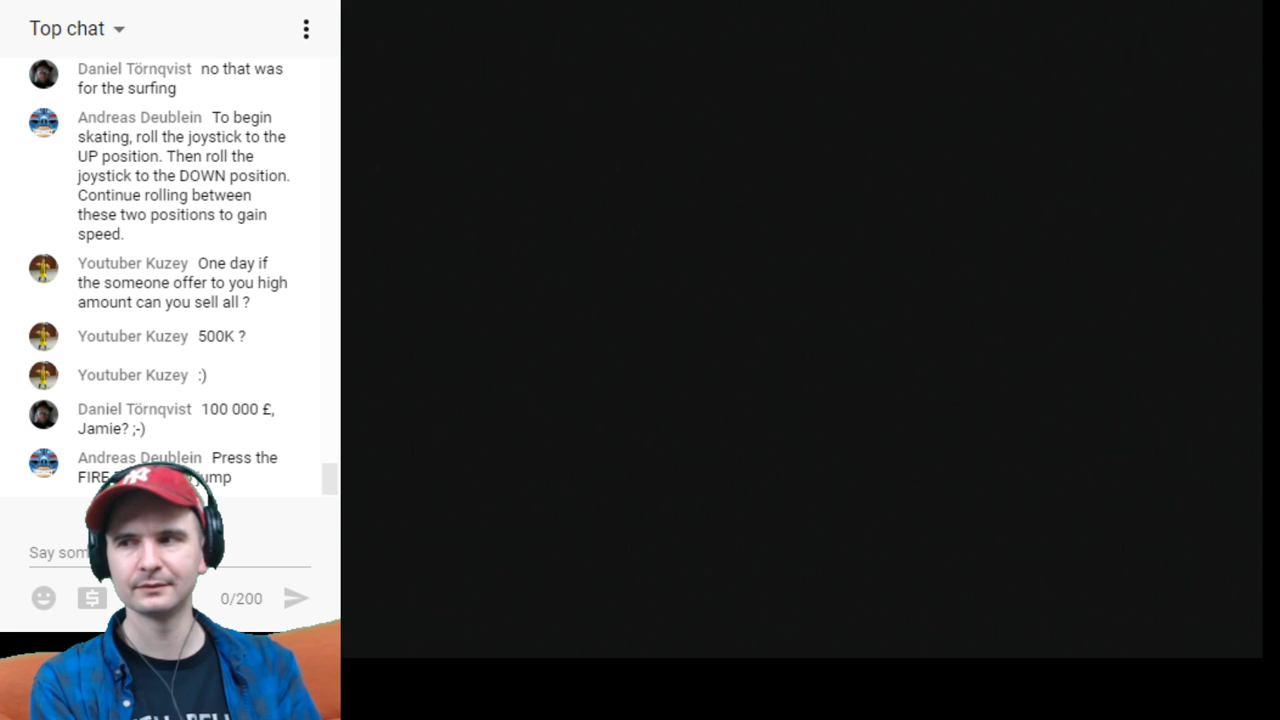 Top chat
Daniel Törnqvist no that was
for the surfing
Andreas Deublein To begin
skating, roll the joystick to the
UP position. Then roll the
joystick to the DOWN position.
Continue rolling between
these two positions to gain
speed.
Youtuber Kuzey One day if
the someone offer to you high
amount can you sell all ?
Youtuber Kuzey 500K ?
Youtuber Kuzey :)
Daniel Törnqvist 100 000 £,
Jamie? ;-)
Andreas Deublein Press the
FIRE
Say som
0/200